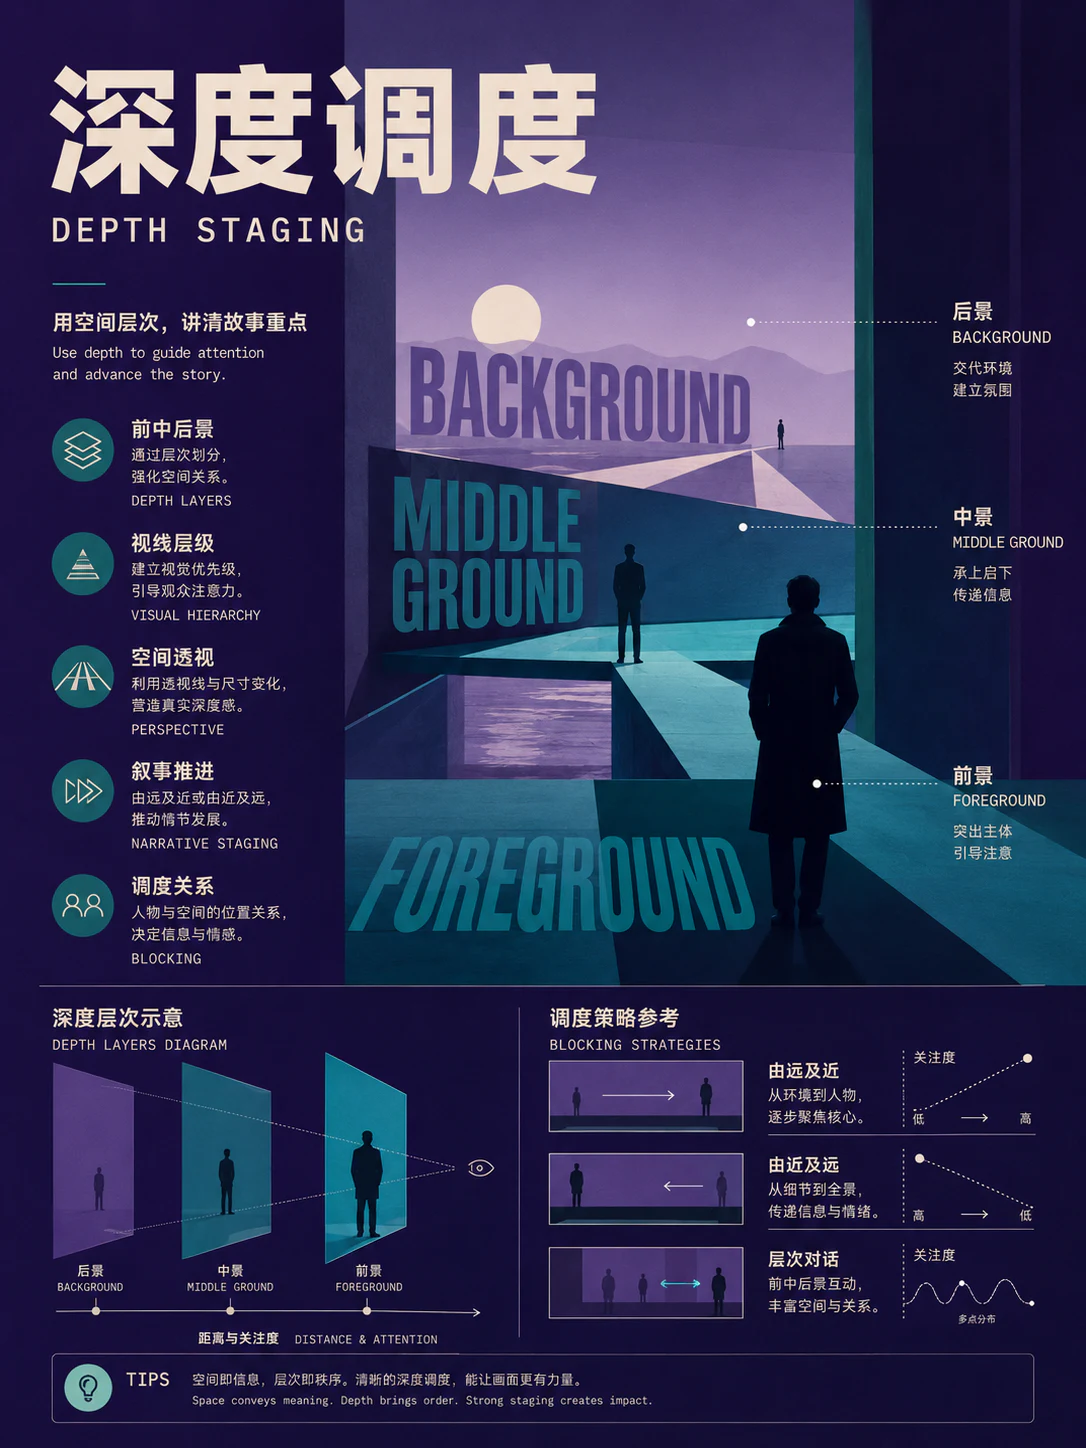 深度调度
DEPTH STAGING
用空间层次，讲清故事重点
Use depth to guide attention
and advance the story.
前中后景
通过层次划分，
强化空间关系。
DEPTH LAYERS
视线层级
建立视觉优先级，
引导观众注意力。
VISUAL HIERARCHY
空间透视
利用透视线与尺寸变化，
营造真实深度感。
PERSPECTIVE
叙事推进
由远及近或由近及远，
推动情节发展。
NARRATIVE STAGING
调度关系
人物与空间的位置关系，
决定信息与情感。
BLOCKING
BACKGROUND
MIDDLE
GROUND
FOREGROUND
后景
BACKGROUND
交代环境
建立氛围
中景
MIDDLE GROUND
承上启下
传递信息
前景
FOREGROUND
突出主体
引导注意
深度层次示意
DEPTH LAYERS DIAGRAM
后景
BACKGROUND
中景
MIDDLE GROUND
前景
FOREGROUND
距离与关注度 DISTANCE & ATTENTION
调度策略参考
BLOCKING STRATEGIES
由远及近
从环境到人物，
逐步聚焦核心。
关注度
低 高
由近及远
从细节到全景，
传递信息与情绪。
高 低
层次对话
前中后景互动，
丰富空间与关系。
关注度
多点分布
TIPS
空间即信息，层次即秩序。清晰的深度调度，能让画面更有力量。
Space conveys meaning. Depth brings order. Strong staging creates impact.